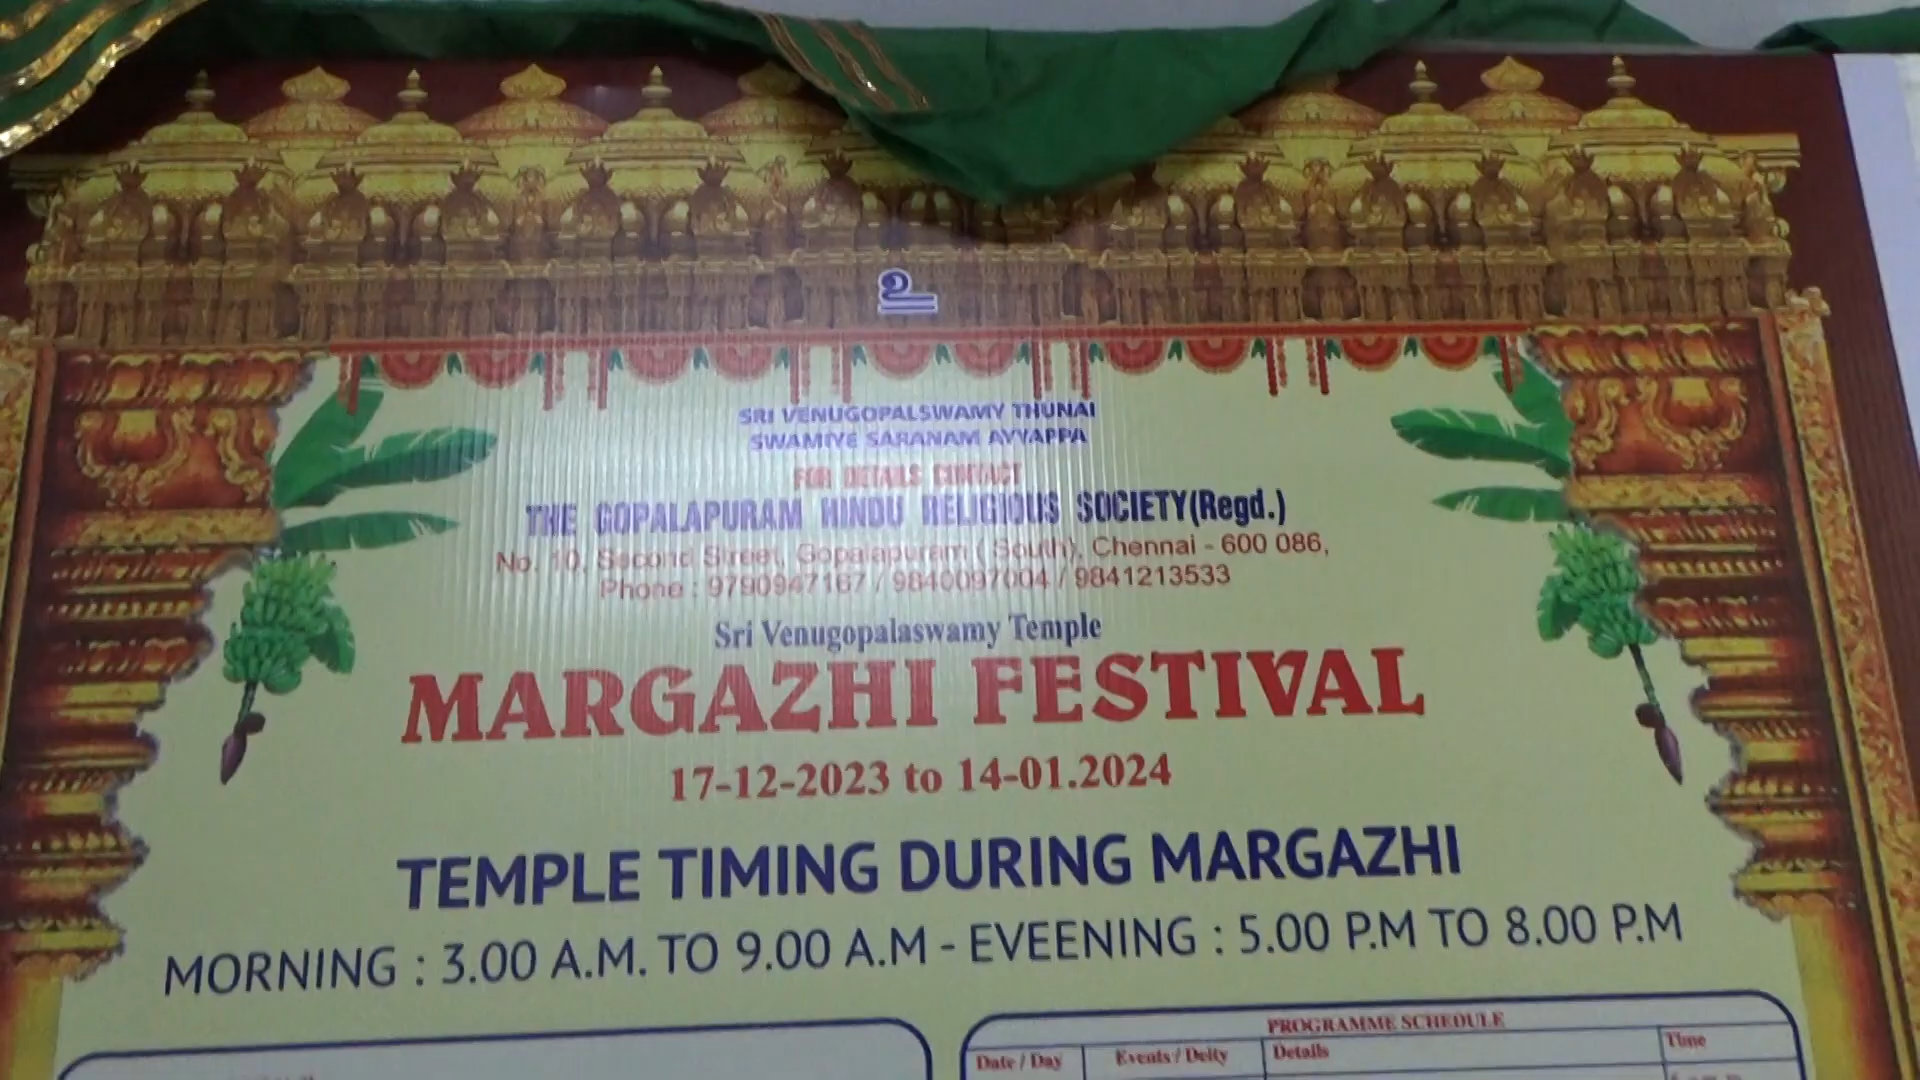 உ
SRI VENUGOPALSWAMY THUNAI
SWAMIYE SARANAM AYYAPPA
FOR DETAILS CONTACT
THE GOPALAPURAM HINDU RELIGIOUS SOCIETY(Regd.)
No. 10, Second Street, Gopalapuram ( South), Chennai - 600 086,
Phone : 9790947167 / 9840097004 / 9841213533
Sri Venugopalaswamy Temple
MARGAZHI FESTIVAL
17-12-2023 to 14-01.2024
TEMPLE TIMING DURING MARGAZHI
MORNING : 3.00 A.M. TO 9.00 A.M - EVEENING : 5.00 P.M TO 8.00 P.M
PROGRAMME SCHEDULE
Date / Day Events / Deity Details Time